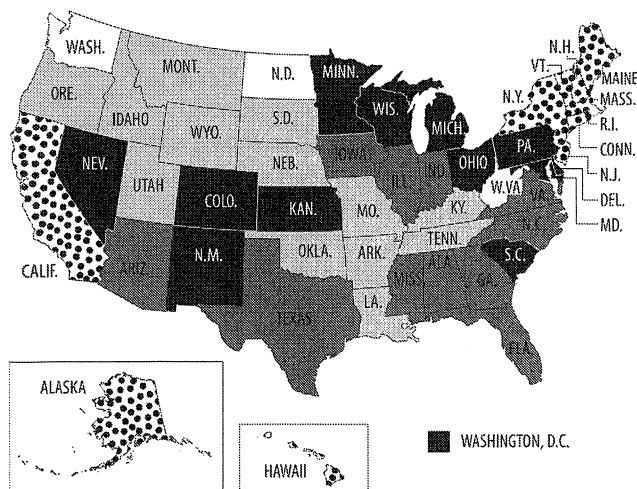 WASH.
MONT.
N.D.
MINN.
N.H.
VT.
MAINE
ORE.
IDAHO
WYO.
S.D.
WIS.
MICH
N.Y.
MASS.
R.I.
CONN.
NEV.
UTAH
COLO.
NEB.
KAN.
IOWA
ILL.
IND.
OHIO
PA.
N.J.
DEL.
MD.
W.VA
VA.
MO.
KY.
CALIF.
ARIZ.
N.M.
OKLA.
ARK.
TENN.
N.C.
S.C.
TEXAS
LA.
MISS.
ALA.
GA.
FLA.
ALASKA
HAWAII
WASHINGTON, D.C.